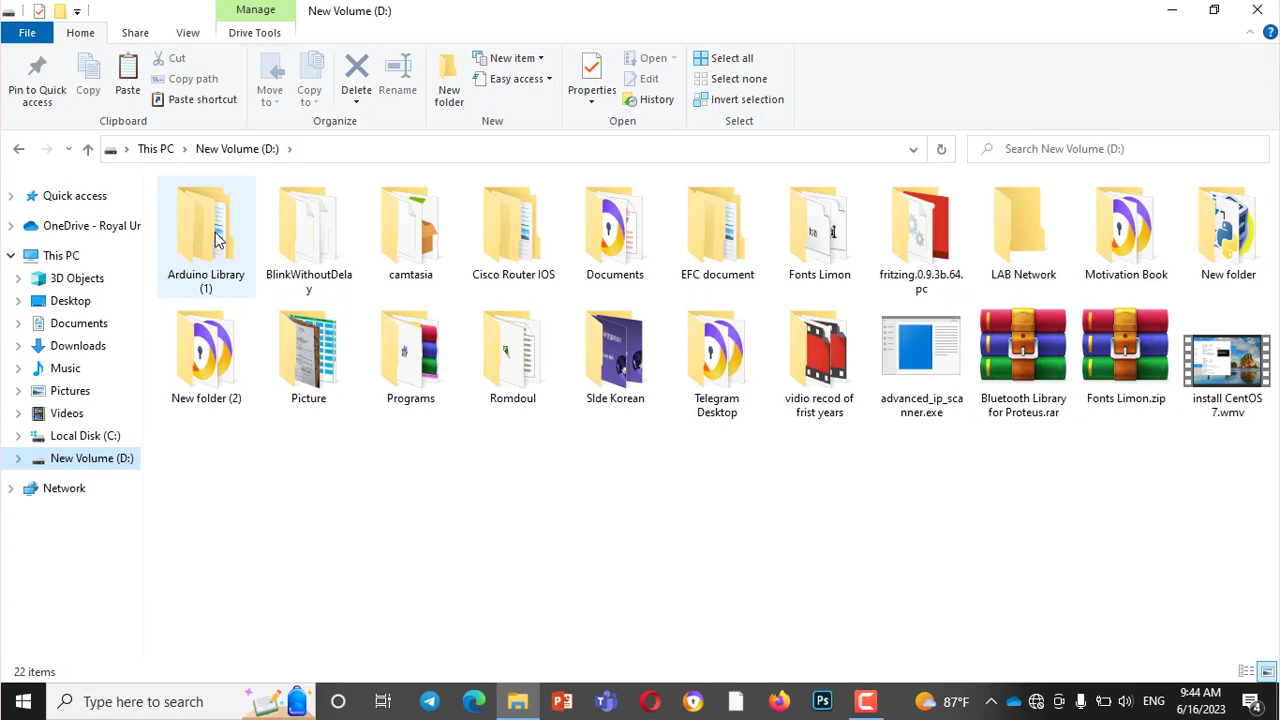 Manage
New Volume (D:)
File
Home
Share
View
Drive Tools
Pin to Quick
access
Copy
Paste
Cut
Copy path
Paste shortcut
Clipboard
Move
to
Copy
to
Delete
Rename
Organize
New
folder
New item
Easy access
New
Properties
Open
Edit
History
Open
Select all
Select none
Invert selection
Select
This PC
New Volume (D:)
Search New Volume (D:)
Quick access
OneDrive - Royal Ur
This PC
3D Objects
Desktop
Documents
Downloads
Music
Pictures
Videos
Local Disk (C:)
New Volume (D:)
Network
Arduino Library
(1)
BlinkWithoutDela
y
camtasia
Cisco Router IOS
Documents
EFC document
Fonts Limon
fritzing.0.9.3b.64.
pc
LAB Network
Motivation Book
New folder
New folder (2)
Picture
Programs
Romdoul
SIde Korean
Telegram
Desktop
vidio recod of
frist years
advanced_ip_sca
nner.exe
Bluetooth Library
for Proteus.rar
Fonts Limon.zip
install CentOS
7.wmv
22 items
Type here to search
87°F
ENG
9:44 AM
6/16/2023
4